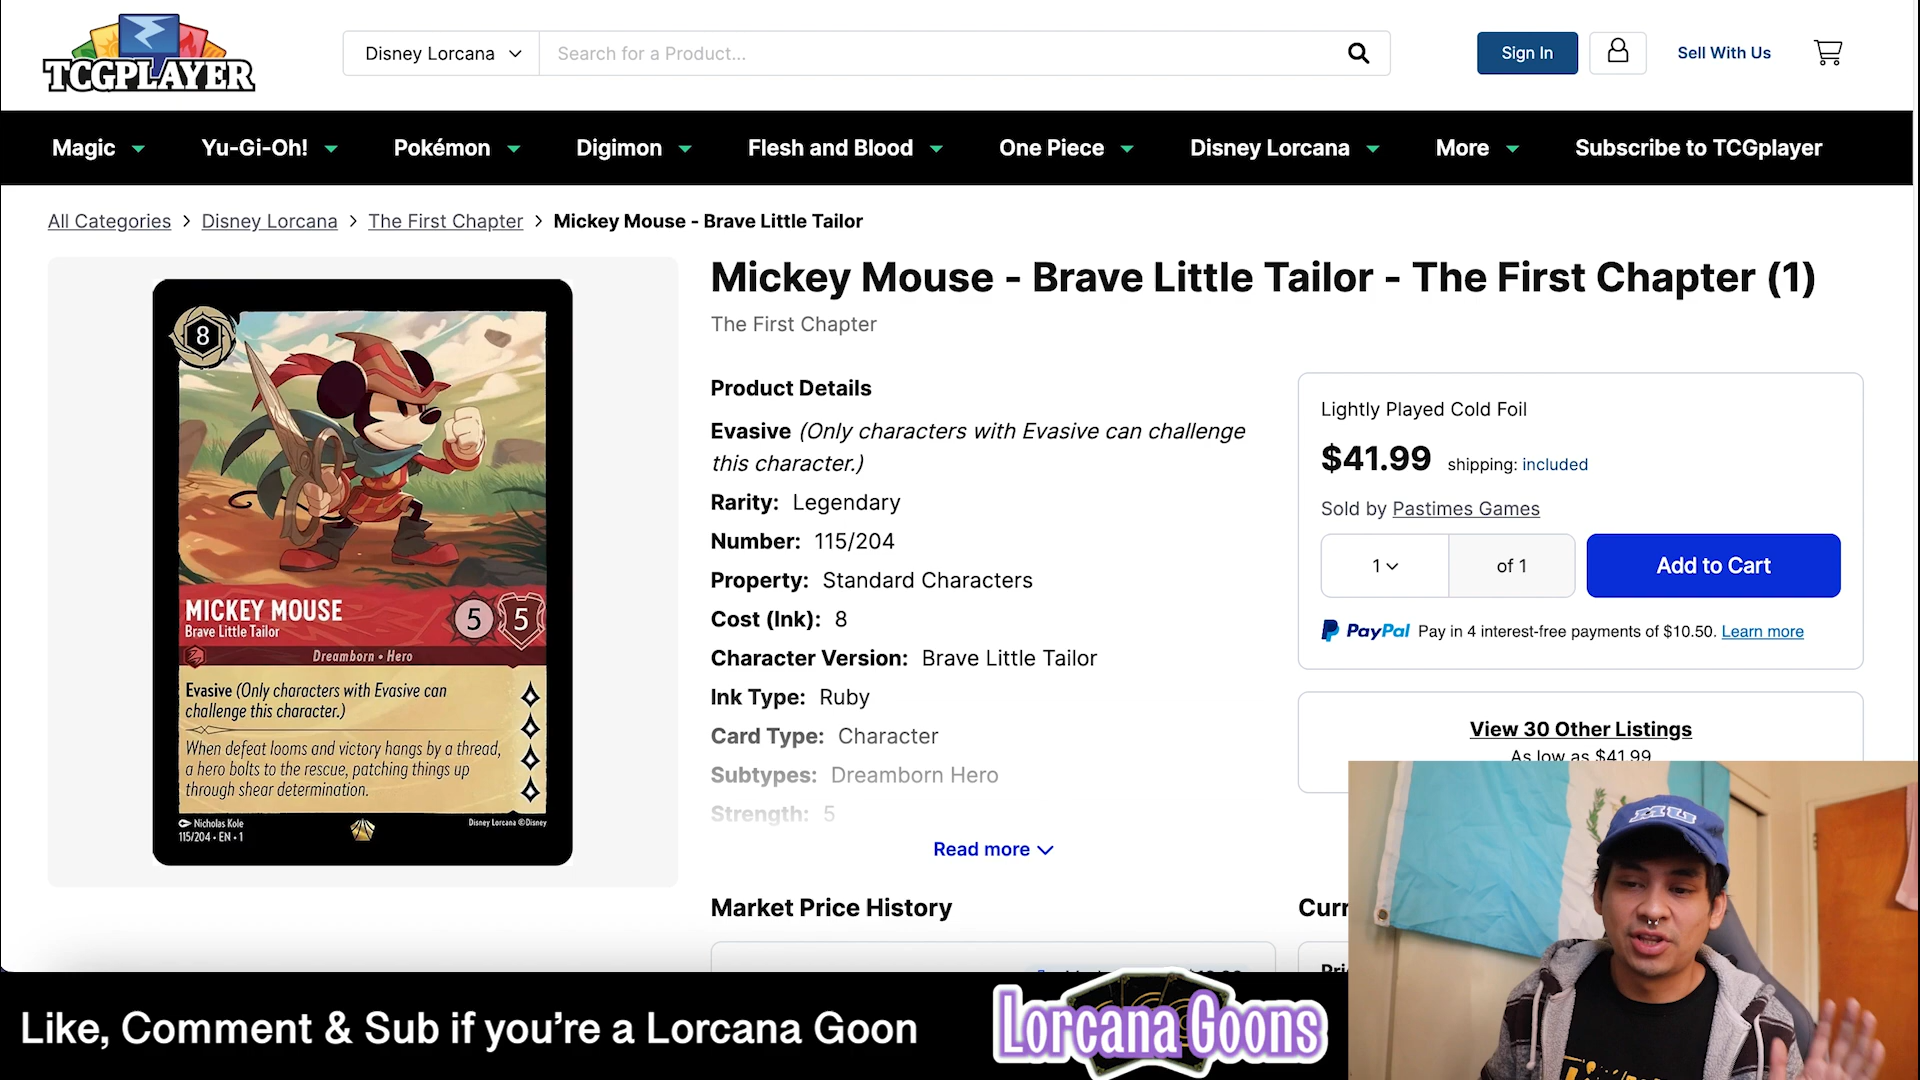 TCGPLAYER
Disney Lorcana
Search for a Product...
Sign In
Sell With Us
Magic
Yu-Gi-Oh!
Pokémon
Digimon
Flesh and Blood
One Piece
Disney Lorcana
More
Subscribe to TCGplayer
All Categories > Disney Lorcana > The First Chapter > Mickey Mouse - Brave Little Tailor
8
MICKEY MOUSE
Brave Little Tailor
5
5
Dreamborn • Hero
Evasive (Only characters with Evasive can
challenge this character.)
When defeat looms and victory hangs by a thread,
a hero bolts to the rescue, patching things up
through shear determination.
Nicholas Kole
Disney Lorcana ©Disney
115/204 • EN • 1
Mickey Mouse - Brave Little Tailor - The First Chapter (1)
The First Chapter
Product Details
Evasive (Only characters with Evasive can challenge
this character.)
Rarity: Legendary
Number: 115/204
Property: Standard Characters
Cost (Ink): 8
Character Version: Brave Little Tailor
Ink Type: Ruby
Card Type: Character
Subtypes: Dreamborn Hero
Strength: 5
Read more
Market Price History
Lightly Played Cold Foil
$41.99 shipping: included
Sold by Pastimes Games
1
of 1
Add to Cart
PayPal Pay in 4 interest-free payments of $10.50. Learn more
View 30 Other Listings
As low as $41.99
MU
Like, Comment & Sub if you're a Lorcana Goon
Lorcana Goons